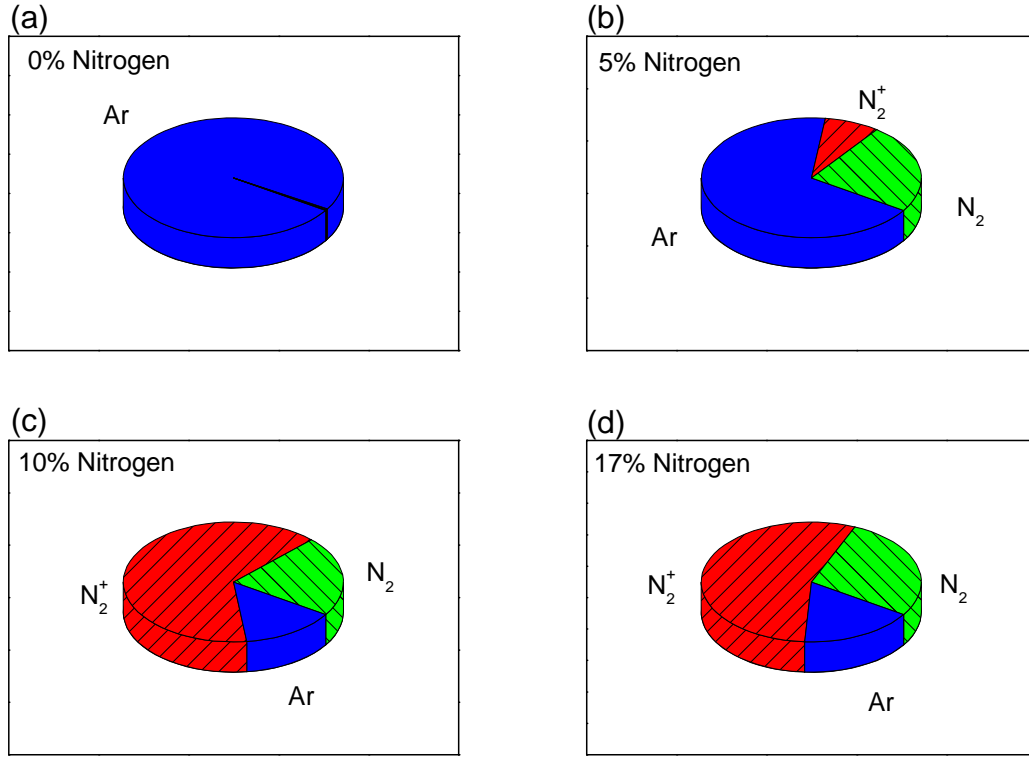 (a)
0% Nitrogen
Ar
(b)
5% Nitrogen
N₂⁺
N₂
Ar
(c)
10% Nitrogen
N₂
N₂⁺
Ar
(d)
17% Nitrogen
N₂⁺
N₂
Ar